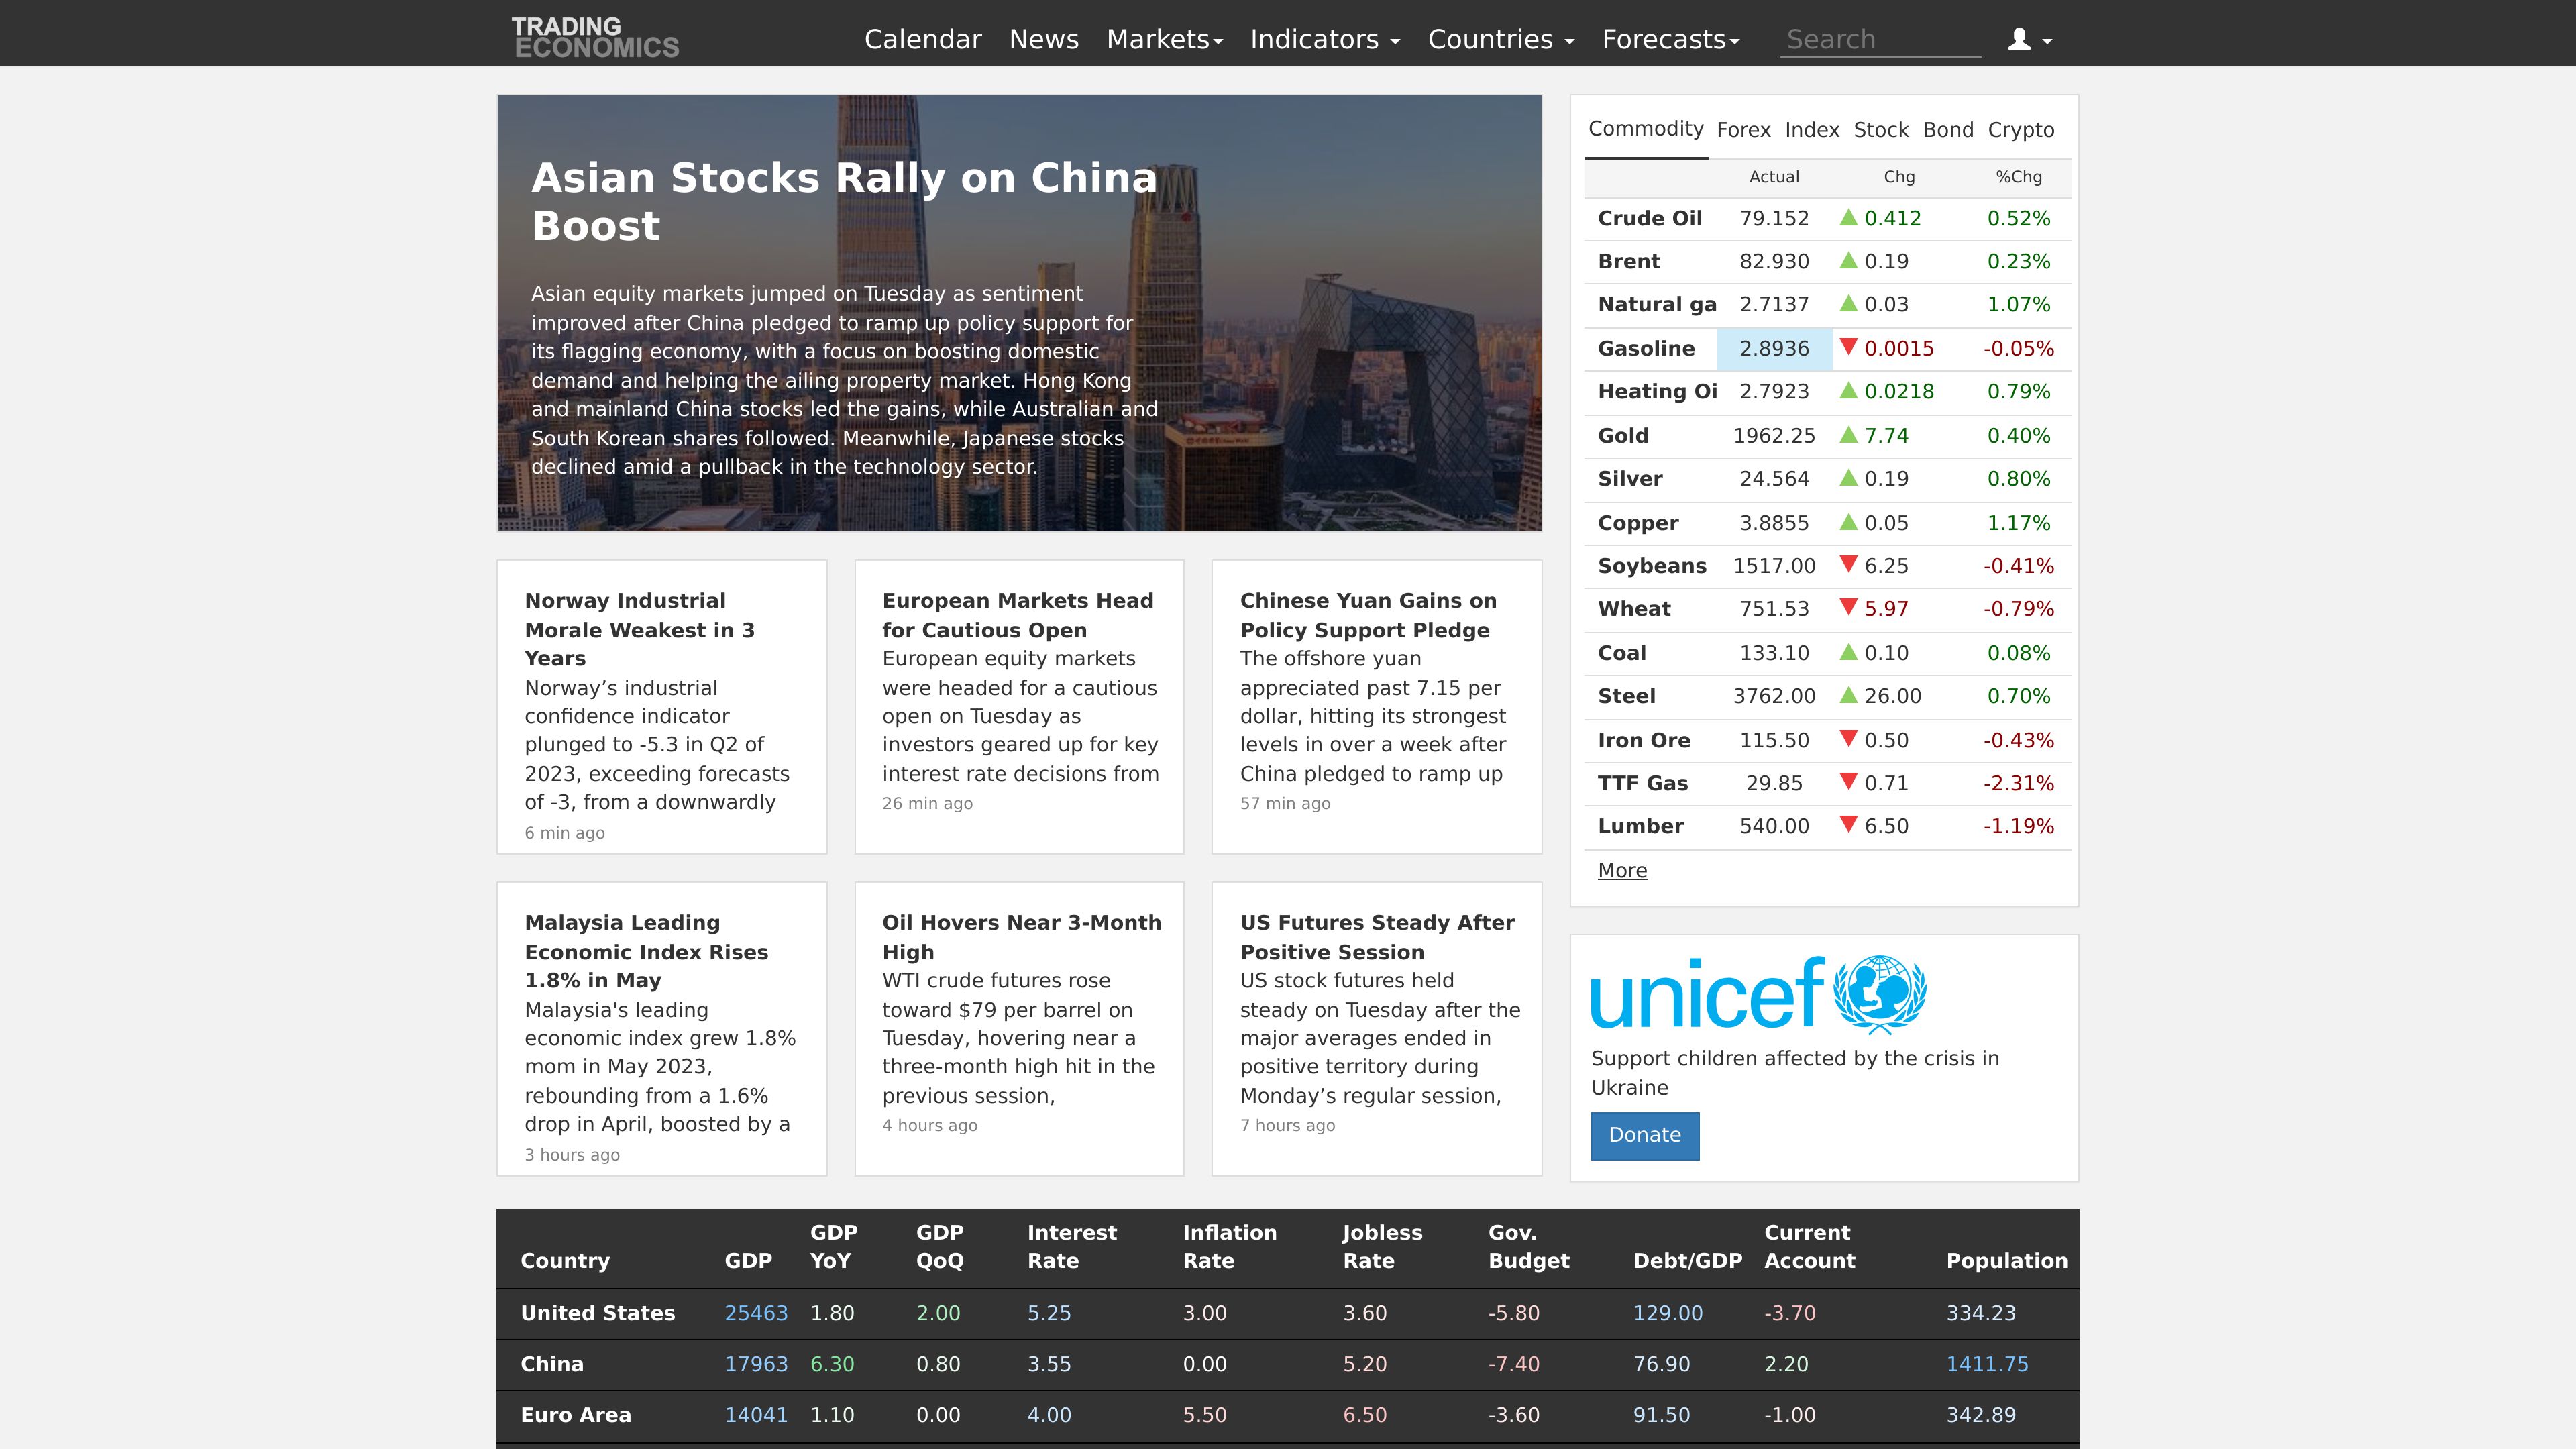 TRADING
ECONOMICS
Calendar News Markets Indicators Countries Forecasts Search
Asian Stocks Rally on China
Boost
Asian equity markets jumped on Tuesday as sentiment
improved after China pledged to ramp up policy support for
its flagging economy, with a focus on boosting domestic
demand and helping the ailing property market. Hong Kong
and mainland China stocks led the gains, while Australian and
South Korean shares followed. Meanwhile, Japanese stocks
declined amid a pullback in the technology sector.
Norway Industrial
Morale Weakest in 3
Years
Norway’s industrial
confidence indicator
plunged to -5.3 in Q2 of
2023, exceeding forecasts
of -3, from a downwardly
6 min ago
European Markets Head
for Cautious Open
European equity markets
were headed for a cautious
open on Tuesday as
investors geared up for key
interest rate decisions from
26 min ago
Chinese Yuan Gains on
Policy Support Pledge
The offshore yuan
appreciated past 7.15 per
dollar, hitting its strongest
levels in over a week after
China pledged to ramp up
57 min ago
Malaysia Leading
Economic Index Rises
1.8% in May
Malaysia's leading
economic index grew 1.8%
mom in May 2023,
rebounding from a 1.6%
drop in April, boosted by a
3 hours ago
Oil Hovers Near 3-Month
High
WTI crude futures rose
toward $79 per barrel on
Tuesday, hovering near a
three-month high hit in the
previous session,
4 hours ago
US Futures Steady After
Positive Session
US stock futures held
steady on Tuesday after the
major averages ended in
positive territory during
Monday’s regular session,
7 hours ago
Commodity Forex Index Stock Bond Crypto
Actual Chg %Chg
Crude Oil 79.152 0.412 0.52%
Brent 82.930 0.19 0.23%
Natural ga 2.7137 0.03 1.07%
Gasoline 2.8936 0.0015 -0.05%
Heating Oi 2.7923 0.0218 0.79%
Gold 1962.25 7.74 0.40%
Silver 24.564 0.19 0.80%
Copper 3.8855 0.05 1.17%
Soybeans 1517.00 6.25 -0.41%
Wheat 751.53 5.97 -0.79%
Coal 133.10 0.10 0.08%
Steel 3762.00 26.00 0.70%
Iron Ore 115.50 0.50 -0.43%
TTF Gas 29.85 0.71 -2.31%
Lumber 540.00 6.50 -1.19%
More
unicef
Support children affected by the crisis in
Ukraine
Donate
Country GDP GDP YoY GDP QoQ Interest Rate Inflation Rate Jobless Rate Gov. Budget Debt/GDP Current Account Population
United States 25463 1.80 2.00 5.25 3.00 3.60 -5.80 129.00 -3.70 334.23
China 17963 6.30 0.80 3.55 0.00 5.20 -7.40 76.90 2.20 1411.75
Euro Area 14041 1.10 0.00 4.00 5.50 6.50 -3.60 91.50 -1.00 342.89